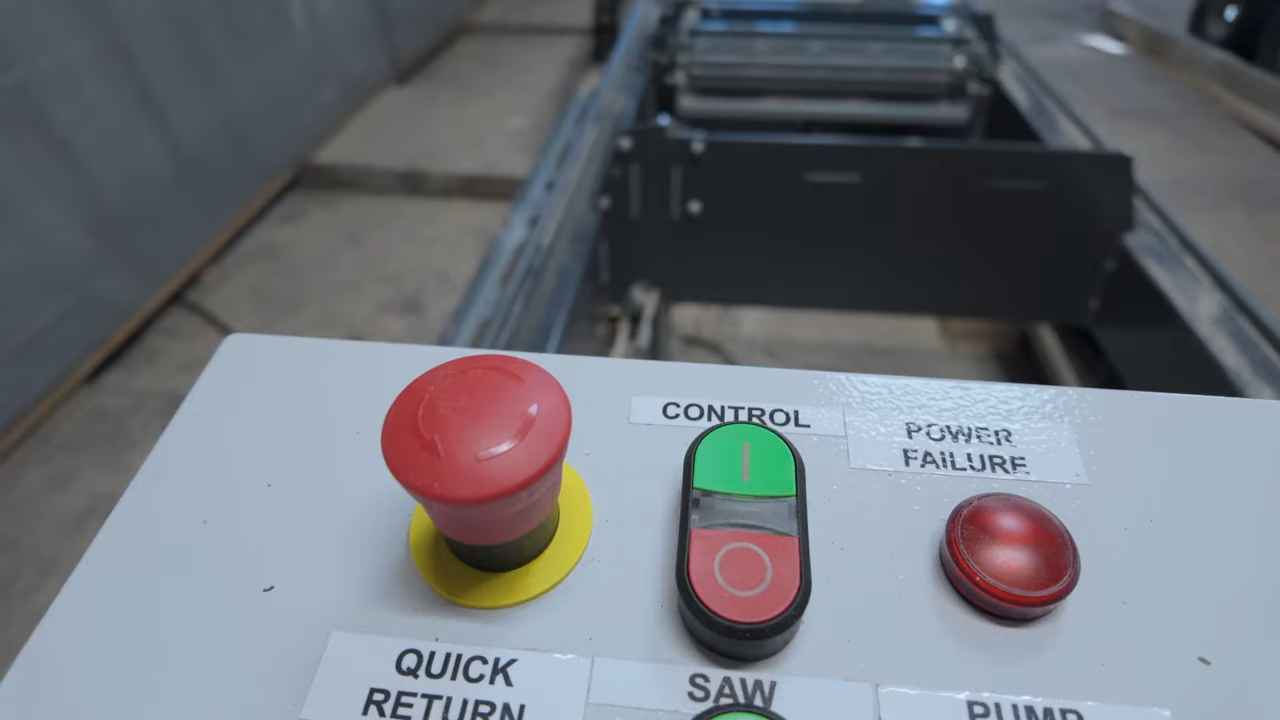 CONTROL
POWER
FAILURE
QUICK
RETURN
SAW
PUMP